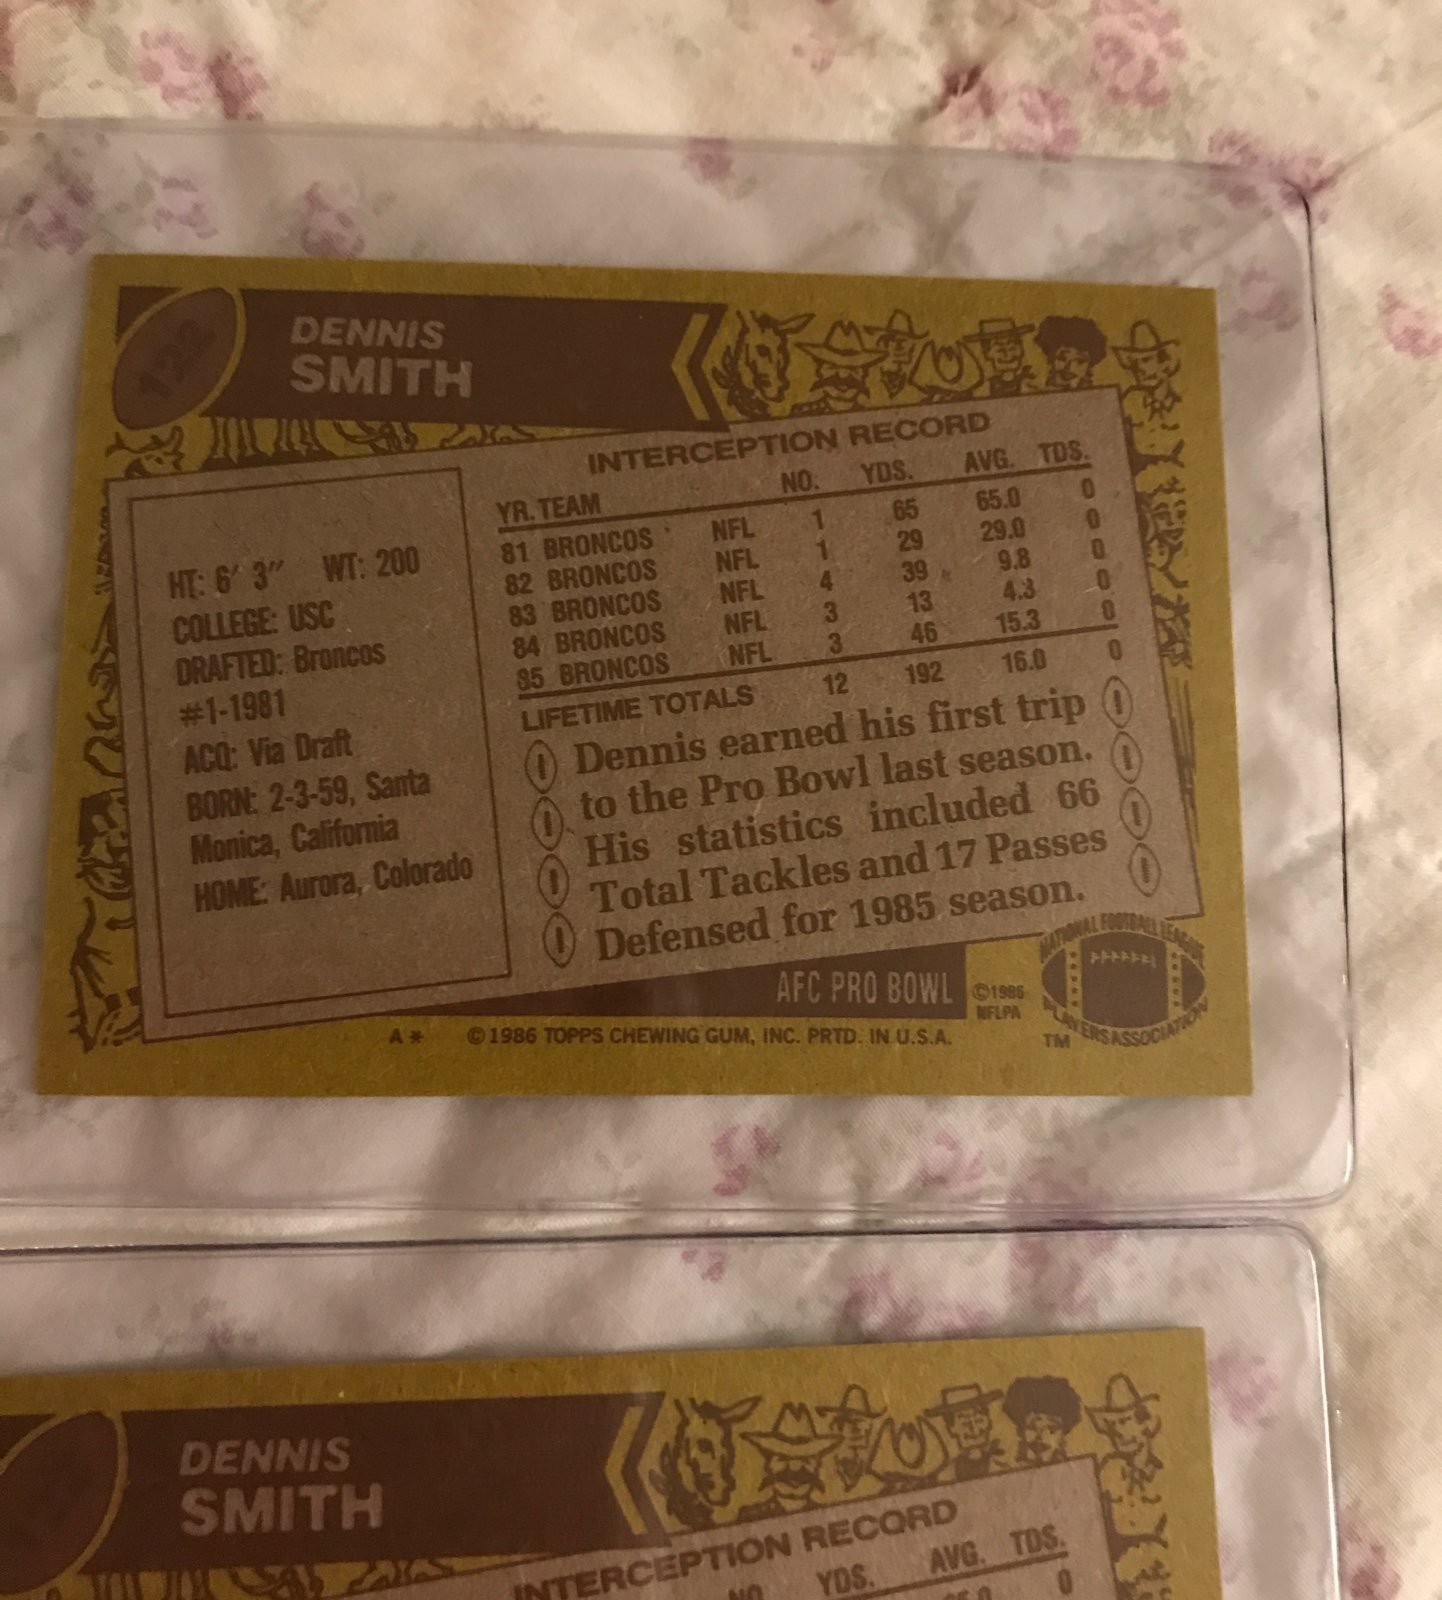 DENNIS
SMITH
INTERCEPTION RECORD
YR. TEAM NO. YDS. AVG. TDS.
81 BRONCOS NFL 1 65 65.0 0
82 BRONCOS NFL 1 29 29.0 0
83 BRONCOS NFL 4 39 9.8 0
84 BRONCOS NFL 3 13 4.3 0
85 BRONCOS NFL 3 46 15.3 0
LIFETIME TOTALS 12 192 16.0 0
HT: 6' 3" WT: 200
COLLEGE: USC
DRAFTED: Broncos
#1-1981
ACQ: Via Draft
BORN: 2-3-59, Santa
Monica, California
HOME: Aurora, Colorado
Dennis earned his first trip
to the Pro Bowl last season.
His statistics included 66
Total Tackles and 17 Passes
Defensed for 1985 season.
AFC PRO BOWL
©1986
NFLPA
NATIONAL FOOTBALL LEAGUE
PLAYERS ASSOCIATION
TM
A* ©1986 TOPPS CHEWING GUM, INC. PRTD. IN U.S.A.
DENNIS
SMITH
INTERCEPTION RECORD
NO. YDS. AVG. TDS.
0